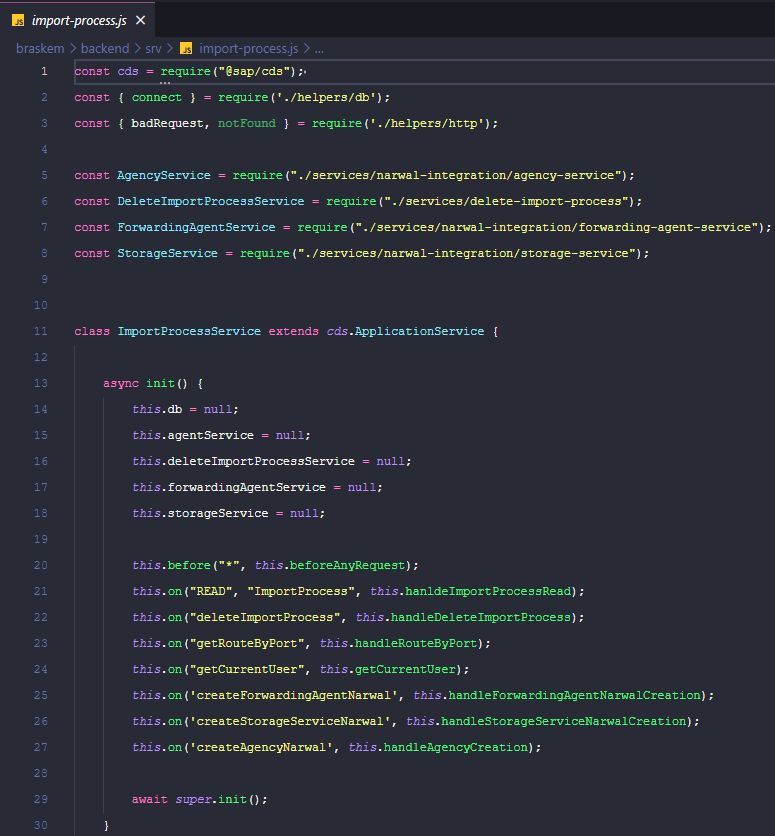 import-process.js
braskem > backend > srv > import-process.js > ...
1 const cds = require("@sap/cds");
2 const { connect } = require('./helpers/db');
3 const { badRequest, notFound } = require('./helpers/http');
4
5 const AgencyService = require("./services/narwal-integration/agency-service");
6 const DeleteImportProcessService = require("./services/delete-import-process");
7 const ForwardingAgentService = require("./services/narwal-integration/forwarding-agent-service");
8 const StorageService = require("./services/narwal-integration/storage-service");
9
10
11 class ImportProcessService extends cds.ApplicationService {
12
13 async init() {
14 this.db = null;
15 this.agentService = null;
16 this.deleteImportProcessService = null;
17 this.forwardingAgentService = null;
18 this.storageService = null;
19
20 this.before("*", this.beforeAnyRequest);
21 this.on("READ", "ImportProcess", this.hanldeImportProcessRead);
22 this.on("deleteImportProcess", this.handleDeleteImportProcess);
23 this.on("getRouteByPort", this.handleRouteByPort);
24 this.on("getCurrentUser", this.getCurrentUser);
25 this.on('createForwardingAgentNarwal', this.handleForwardingAgentNarwalCreation);
26 this.on('createStorageServiceNarwal', this.handleStorageServiceNarwalCreation);
27 this.on('createAgencyNarwal', this.handleAgencyCreation);
28
29 await super.init();
30 }